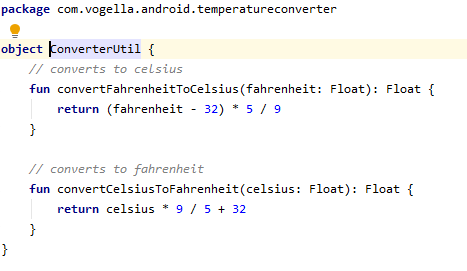 package com.vogella.android.temperatureconverter
object ConverterUtil {
// converts to celsius
fun convertFahrenheitToCelsius(fahrenheit: Float): Float {
return (fahrenheit - 32) * 5 / 9
}
// converts to fahrenheit
fun convertCelsiusToFahrenheit(celsius: Float): Float {
return celsius * 9 / 5 + 32
}
}